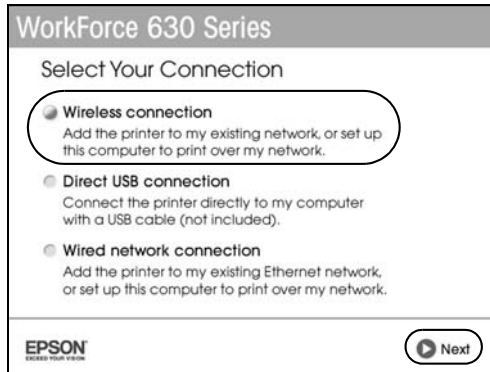 WorkForce 630 Series
Select Your Connection
Wireless connection
Add the printer to my existing network, or set up
this computer to print over my network.
Direct USB connection
Connect the printer directly to my computer
with a USB cable (not included).
Wired network connection
Add the printer to my existing Ethernet network,
or set up this computer to print over my network.
EPSON
EXCEED YOUR VISION
Next